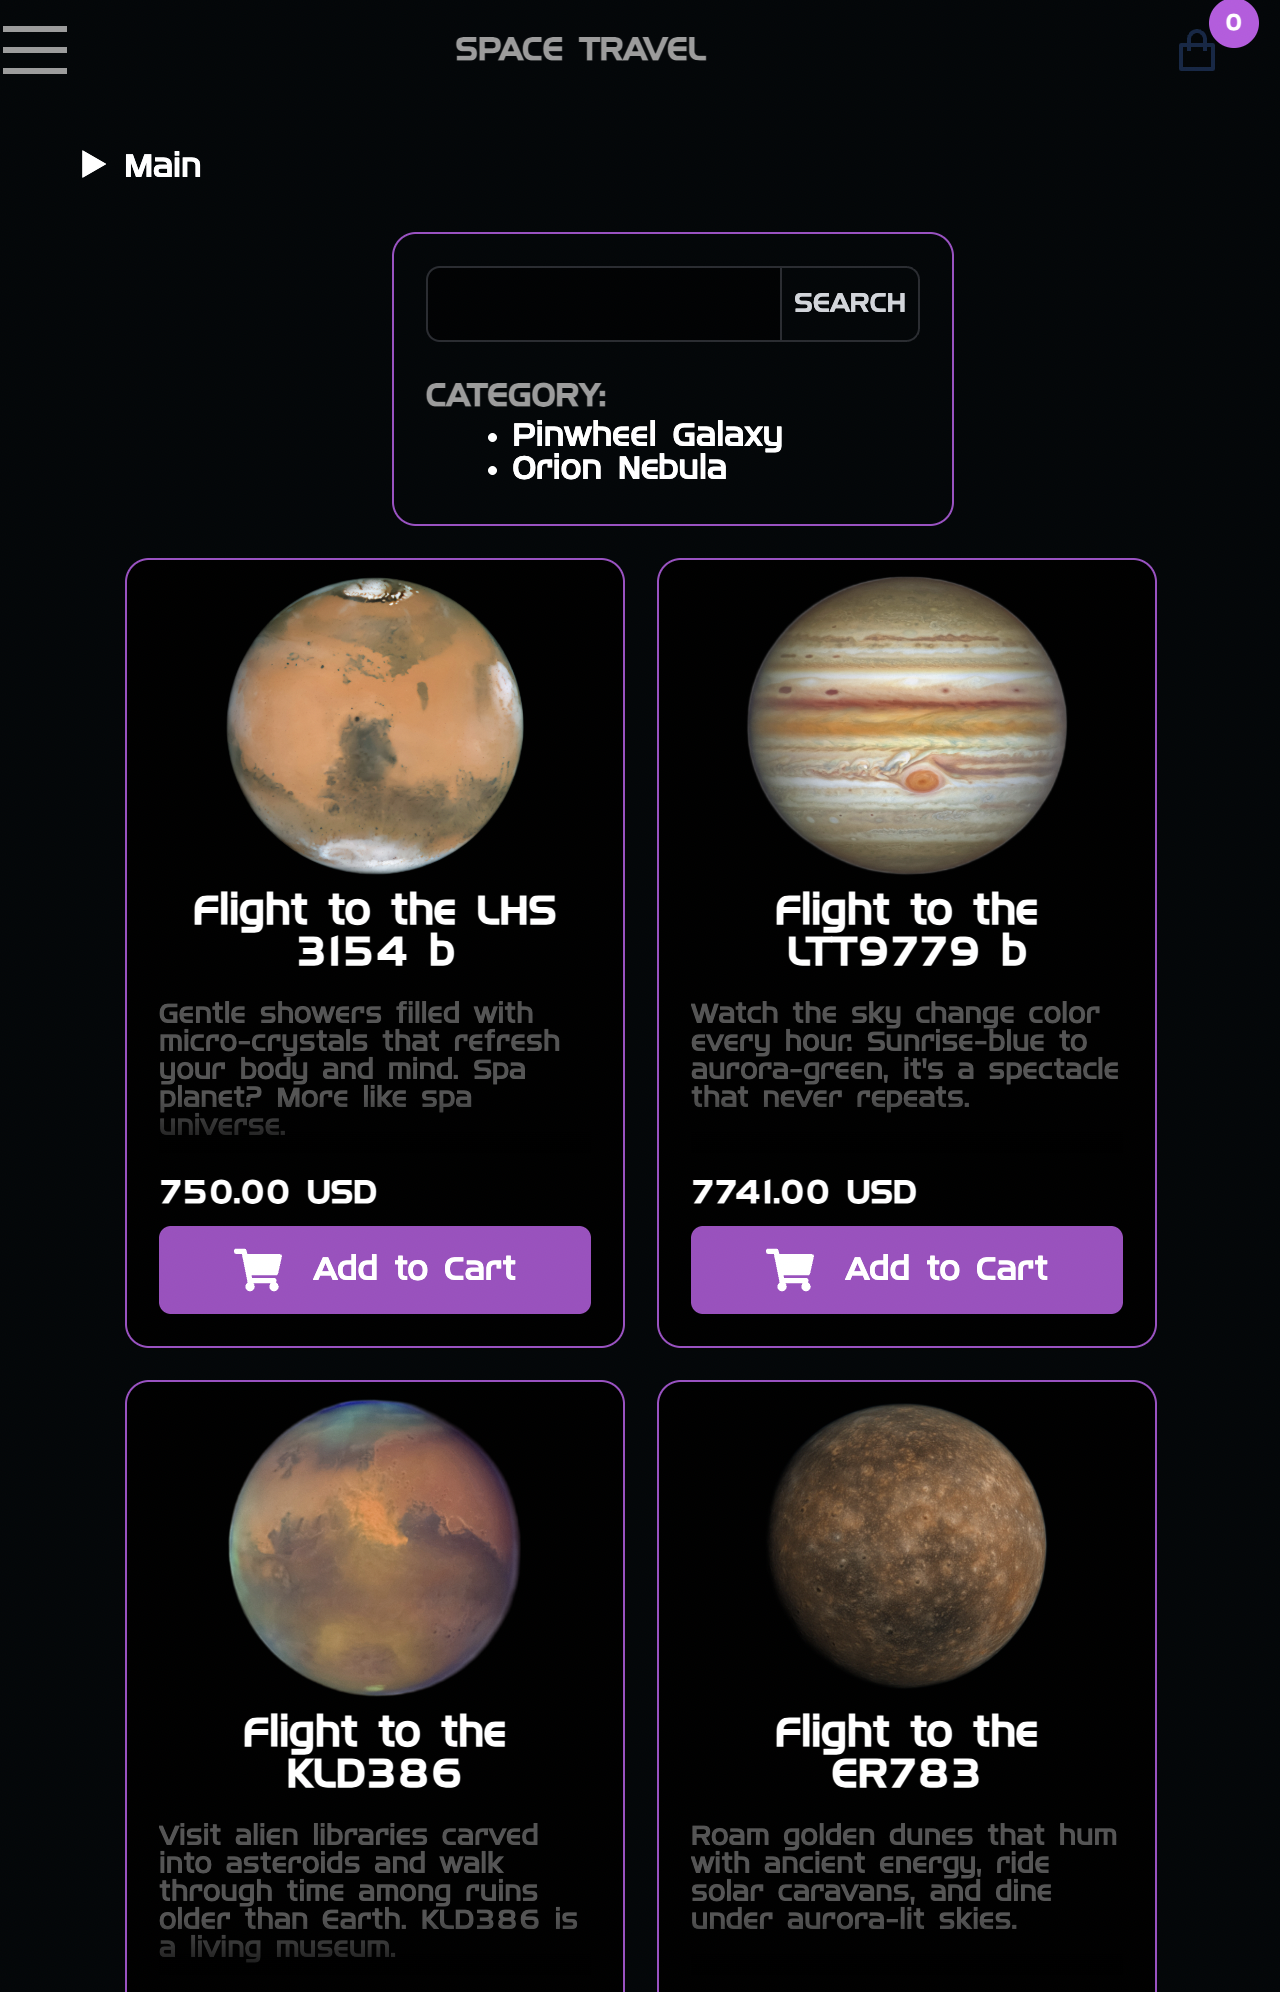 SPACE TRAVEL
0
Main
SEARCH
CATEGORY:
• Pinwheel Galaxy
• Orion Nebula
Flight to the LHS
3154 b
Gentle showers filled with
micro-crystals that refresh
your body and mind. Spa
planet? More like spa
universe.
750.00 USD
Add to Cart
Flight to the
LTT9779 b
Watch the sky change color
every hour. Sunrise-blue to
aurora-green, it's a spectacle
that never repeats.
7741.00 USD
Add to Cart
Flight to the
KLD386
Visit alien libraries carved
into asteroids and walk
through time among ruins
older than Earth. KLD386 is
a living museum.
Flight to the
ER783
Roam golden dunes that hum
with ancient energy, ride
solar caravans, and dine
under aurora-lit skies.